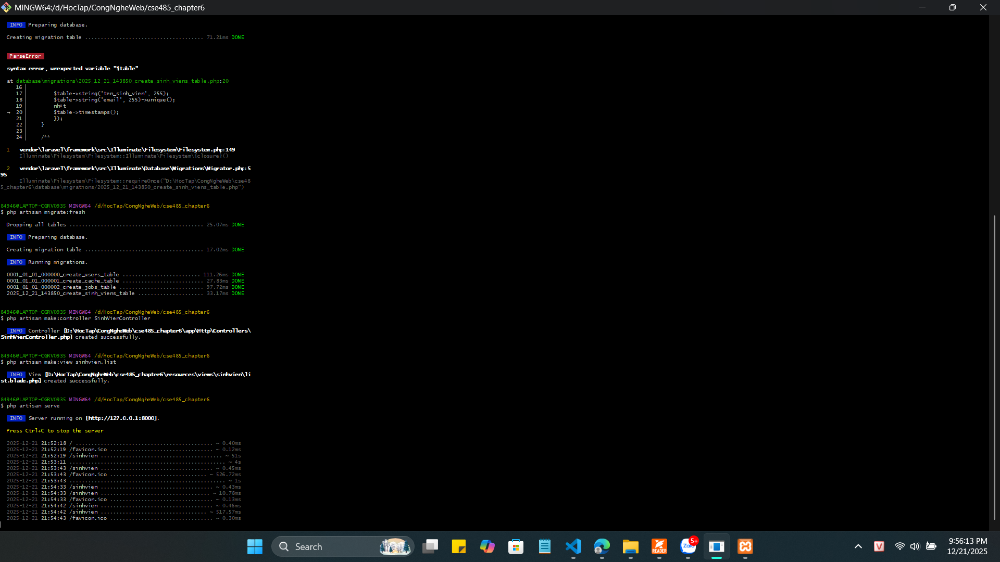 MINGW64:/d/HocTap/CongNgheWeb/cse485_chapter6
INFO Preparing database.
Creating migration table ...................................... 71.21ms DONE
ParseError
syntax error, unexpected variable "$table"
at database\migrations\2025_12_21_143850_create_sinh_viens_table.php:20
16
17 $table->string('ten_sinh_vien', 255);
18 $table->string('email', 255)->unique();
19
→ 20 $table->timestamps();
21 });
22 }
23
24 /**
1 vendor\laravel\framework\src\Illuminate\Filesystem\Filesystem.php:149
Illuminate\Filesystem\Filesystem::Illuminate\Filesystem\{closure}()
2 vendor\laravel\framework\src\Illuminate\Database\Migrations\Migrator.php:5
95
Illuminate\Filesystem\Filesystem::requireOnce("D:\HocTap\CongNgheWeb\cse48
5_chapter6\database\migrations/2025_12_21_143850_create_sinh_viens_table.php")
84946@LAPTOP-CGRV0935 MINGW64 /d/HocTap/CongNgheWeb/cse485_chapter6
$ php artisan migrate:fresh
Dropping all tables ........................................... 25.07ms DONE
INFO Preparing database.
Creating migration table ...................................... 17.02ms DONE
INFO Running migrations.
0001_01_01_000000_create_users_table ......................... 111.26ms DONE
0001_01_01_000001_create_cache_table .......................... 27.83ms DONE
0001_01_01_000002_create_jobs_table ........................... 97.72ms DONE
2025_12_21_143850_create_sinh_viens_table ..................... 33.17ms DONE
84946@LAPTOP-CGRV0935 MINGW64 /d/HocTap/CongNgheWeb/cse485_chapter6
$ php artisan make:controller SinhVienController
INFO Controller [D:\HocTap\CongNgheWeb\cse485_chapter6\app\Http\Controllers\
SinhVienController.php] created successfully.
84946@LAPTOP-CGRV0935 MINGW64 /d/HocTap/CongNgheWeb/cse485_chapter6
$ php artisan make:view sinhvien.list
INFO View [D:\HocTap\CongNgheWeb\cse485_chapter6\resources\views\sinhvien\li
st.blade.php] created successfully.
84946@LAPTOP-CGRV0935 MINGW64 /d/HocTap/CongNgheWeb/cse485_chapter6
$ php artisan serve
INFO Server running on [http://127.0.0.1:8000].
Press Ctrl+C to stop the server
2025-12-21 21:52:18 / ............................................ ~ 0.40ms
2025-12-21 21:52:19 /favicon.ico ................................. ~ 0.12ms
2025-12-21 21:52:19 /sinhvien ....................................... ~ 51s
2025-12-21 21:53:11 .................................................. ~ 4s
2025-12-21 21:53:43 /sinhvien .................................... ~ 0.45ms
2025-12-21 21:53:43 /favicon.ico ............................... ~ 526.72ms
2025-12-21 21:53:43 .................................................. ~ 1s
2025-12-21 21:54:33 /sinhvien .................................... ~ 0.43ms
2025-12-21 21:54:33 /sinhvien ................................... ~ 10.78ms
2025-12-21 21:54:33 /favicon.ico ................................. ~ 0.13ms
2025-12-21 21:54:42 /sinhvien .................................... ~ 0.46ms
2025-12-21 21:54:42 /sinhvien .................................. ~ 517.57ms
2025-12-21 21:54:43 /favicon.ico ................................. ~ 0.30ms
Search
READER
Zalo
5+
V
9:56:13 PM
12/21/2025